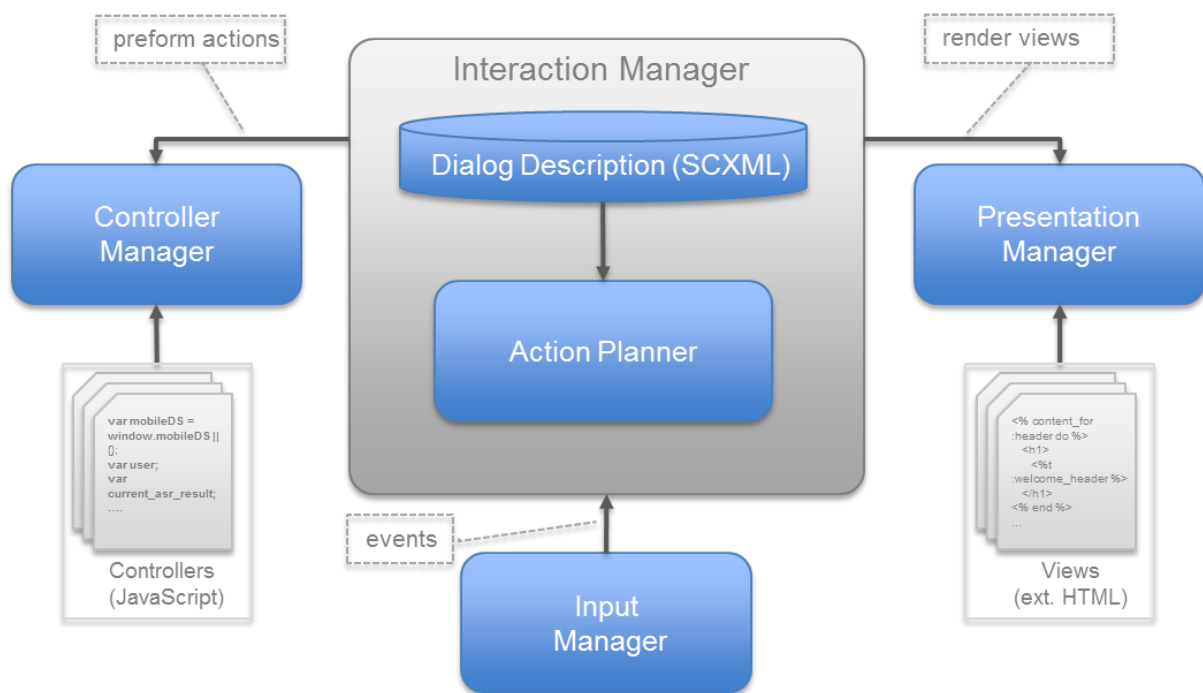 preform actions
render views
Interaction Manager
Dialog Description (SCXML)
Controller
Manager
Presentation
Manager
Action Planner
var mobileDS =
window.mobileDS ||
{};
var user;
var
current_asr_result;
....
Controllers
(JavaScript)
<% content_for
:header do %>
<h1>
<%t
:welcome_header %>
</h1>
<% end %>
...
Views
(ext. HTML)
events
Input
Manager